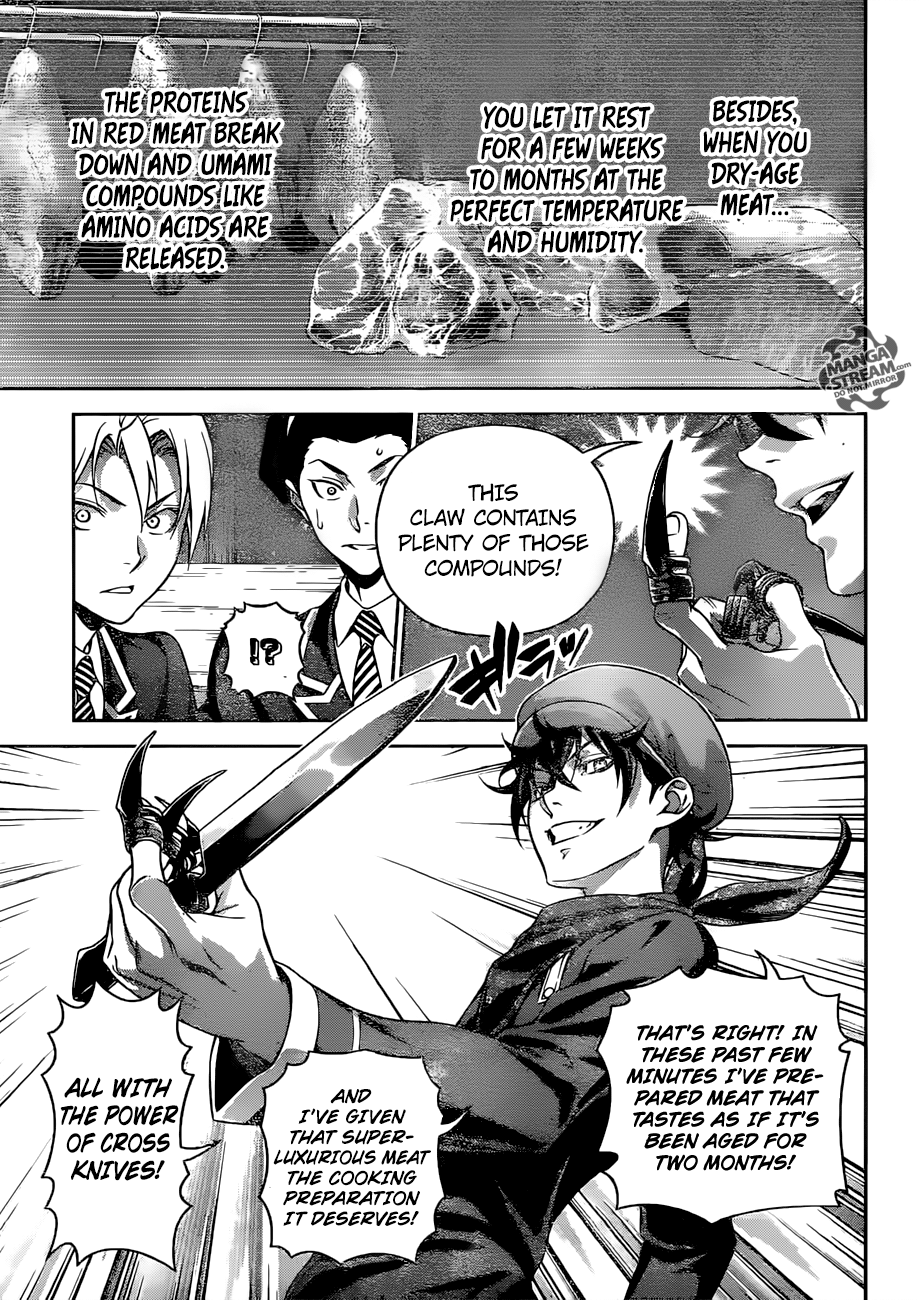 BESIDES,
WHEN YOU
DRY-AGE
MEAT...
YOU LET IT REST
FOR A FEW WEEKS
TO MONTHS AT THE
PERFECT TEMPERATURE
AND HUMIDITY.
THE PROTEINS
IN RED MEAT BREAK
DOWN AND UMAMI
COMPOUNDS LIKE
AMINO ACIDS ARE
RELEASED.
MANGA
STREAM.com
DO NOT MIRROR
THIS
CLAW CONTAINS
PLENTY OF THOSE
COMPOUNDS!
!?
ギラッ
THAT'S RIGHT! IN
THESE PAST FEW
MINUTES I'VE PRE-
PARED MEAT THAT
TASTES AS IF IT'S
BEEN AGED FOR
TWO MONTHS!
AND
I'VE GIVEN
THAT SUPER-
LUXURIOUS MEAT
THE COOKING
PREPARATION
IT DESERVES!
ALL WITH
THE POWER
OF CROSS
KNIVES!